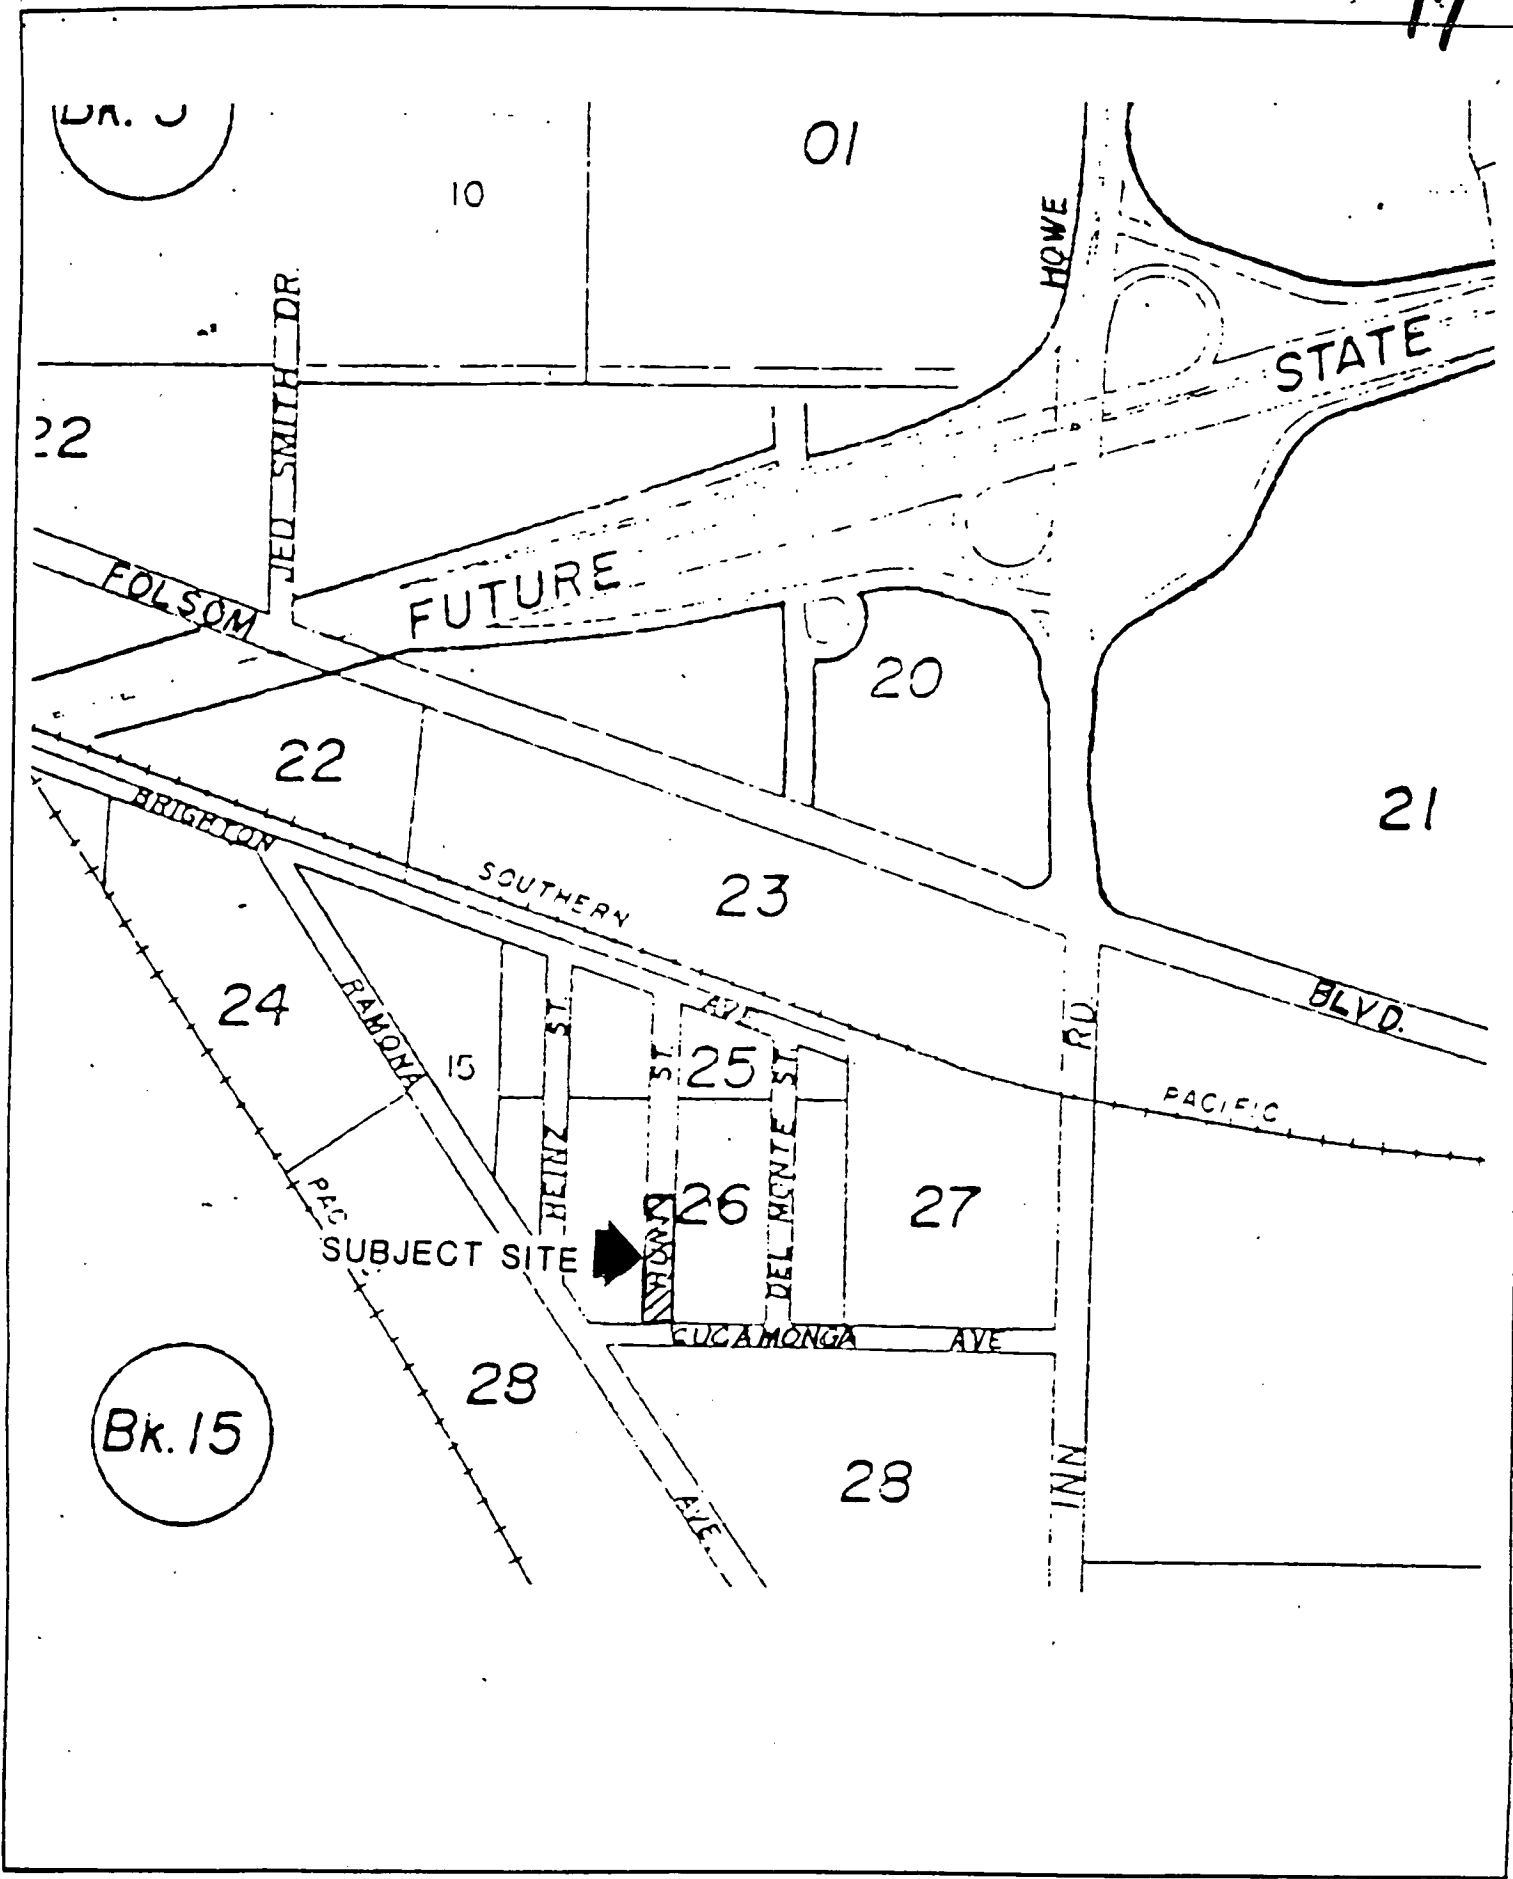 01
10
HOWE
JED SMITH DR.
STATE
22
FUTURE
FOLSOM
20
22
21
BRIGHTON
SOUTHERN
23
24
RAMONA
ST.
AVE
BLVD.
RD.
15
ST.
25
ST.
PACIFIC
HEINZ
DEL MONTE
26
27
PAC
SUBJECT SITE
HUNT
CUCAMONGA AVE
28
Bk. 15
28
INN
AVE.